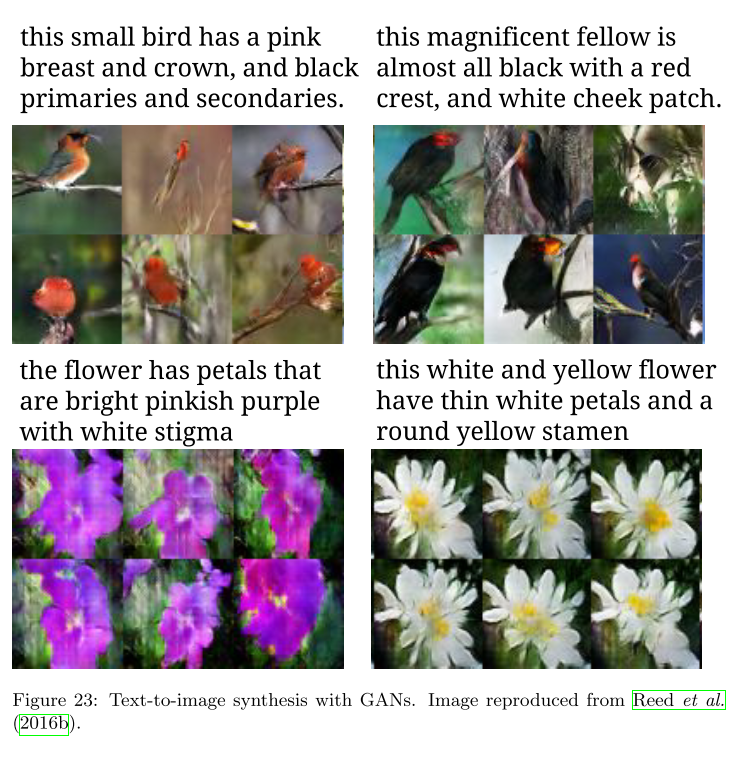 this small bird has a pink
breast and crown, and black
primaries and secondaries.
this magnificent fellow is
almost all black with a red
crest, and white cheek patch.
the flower has petals that
are bright pinkish purple
with white stigma
this white and yellow flower
have thin white petals and a
round yellow stamen
Figure 23: Text-to-image synthesis with GANs. Image reproduced from Reed et al.
(2016b).